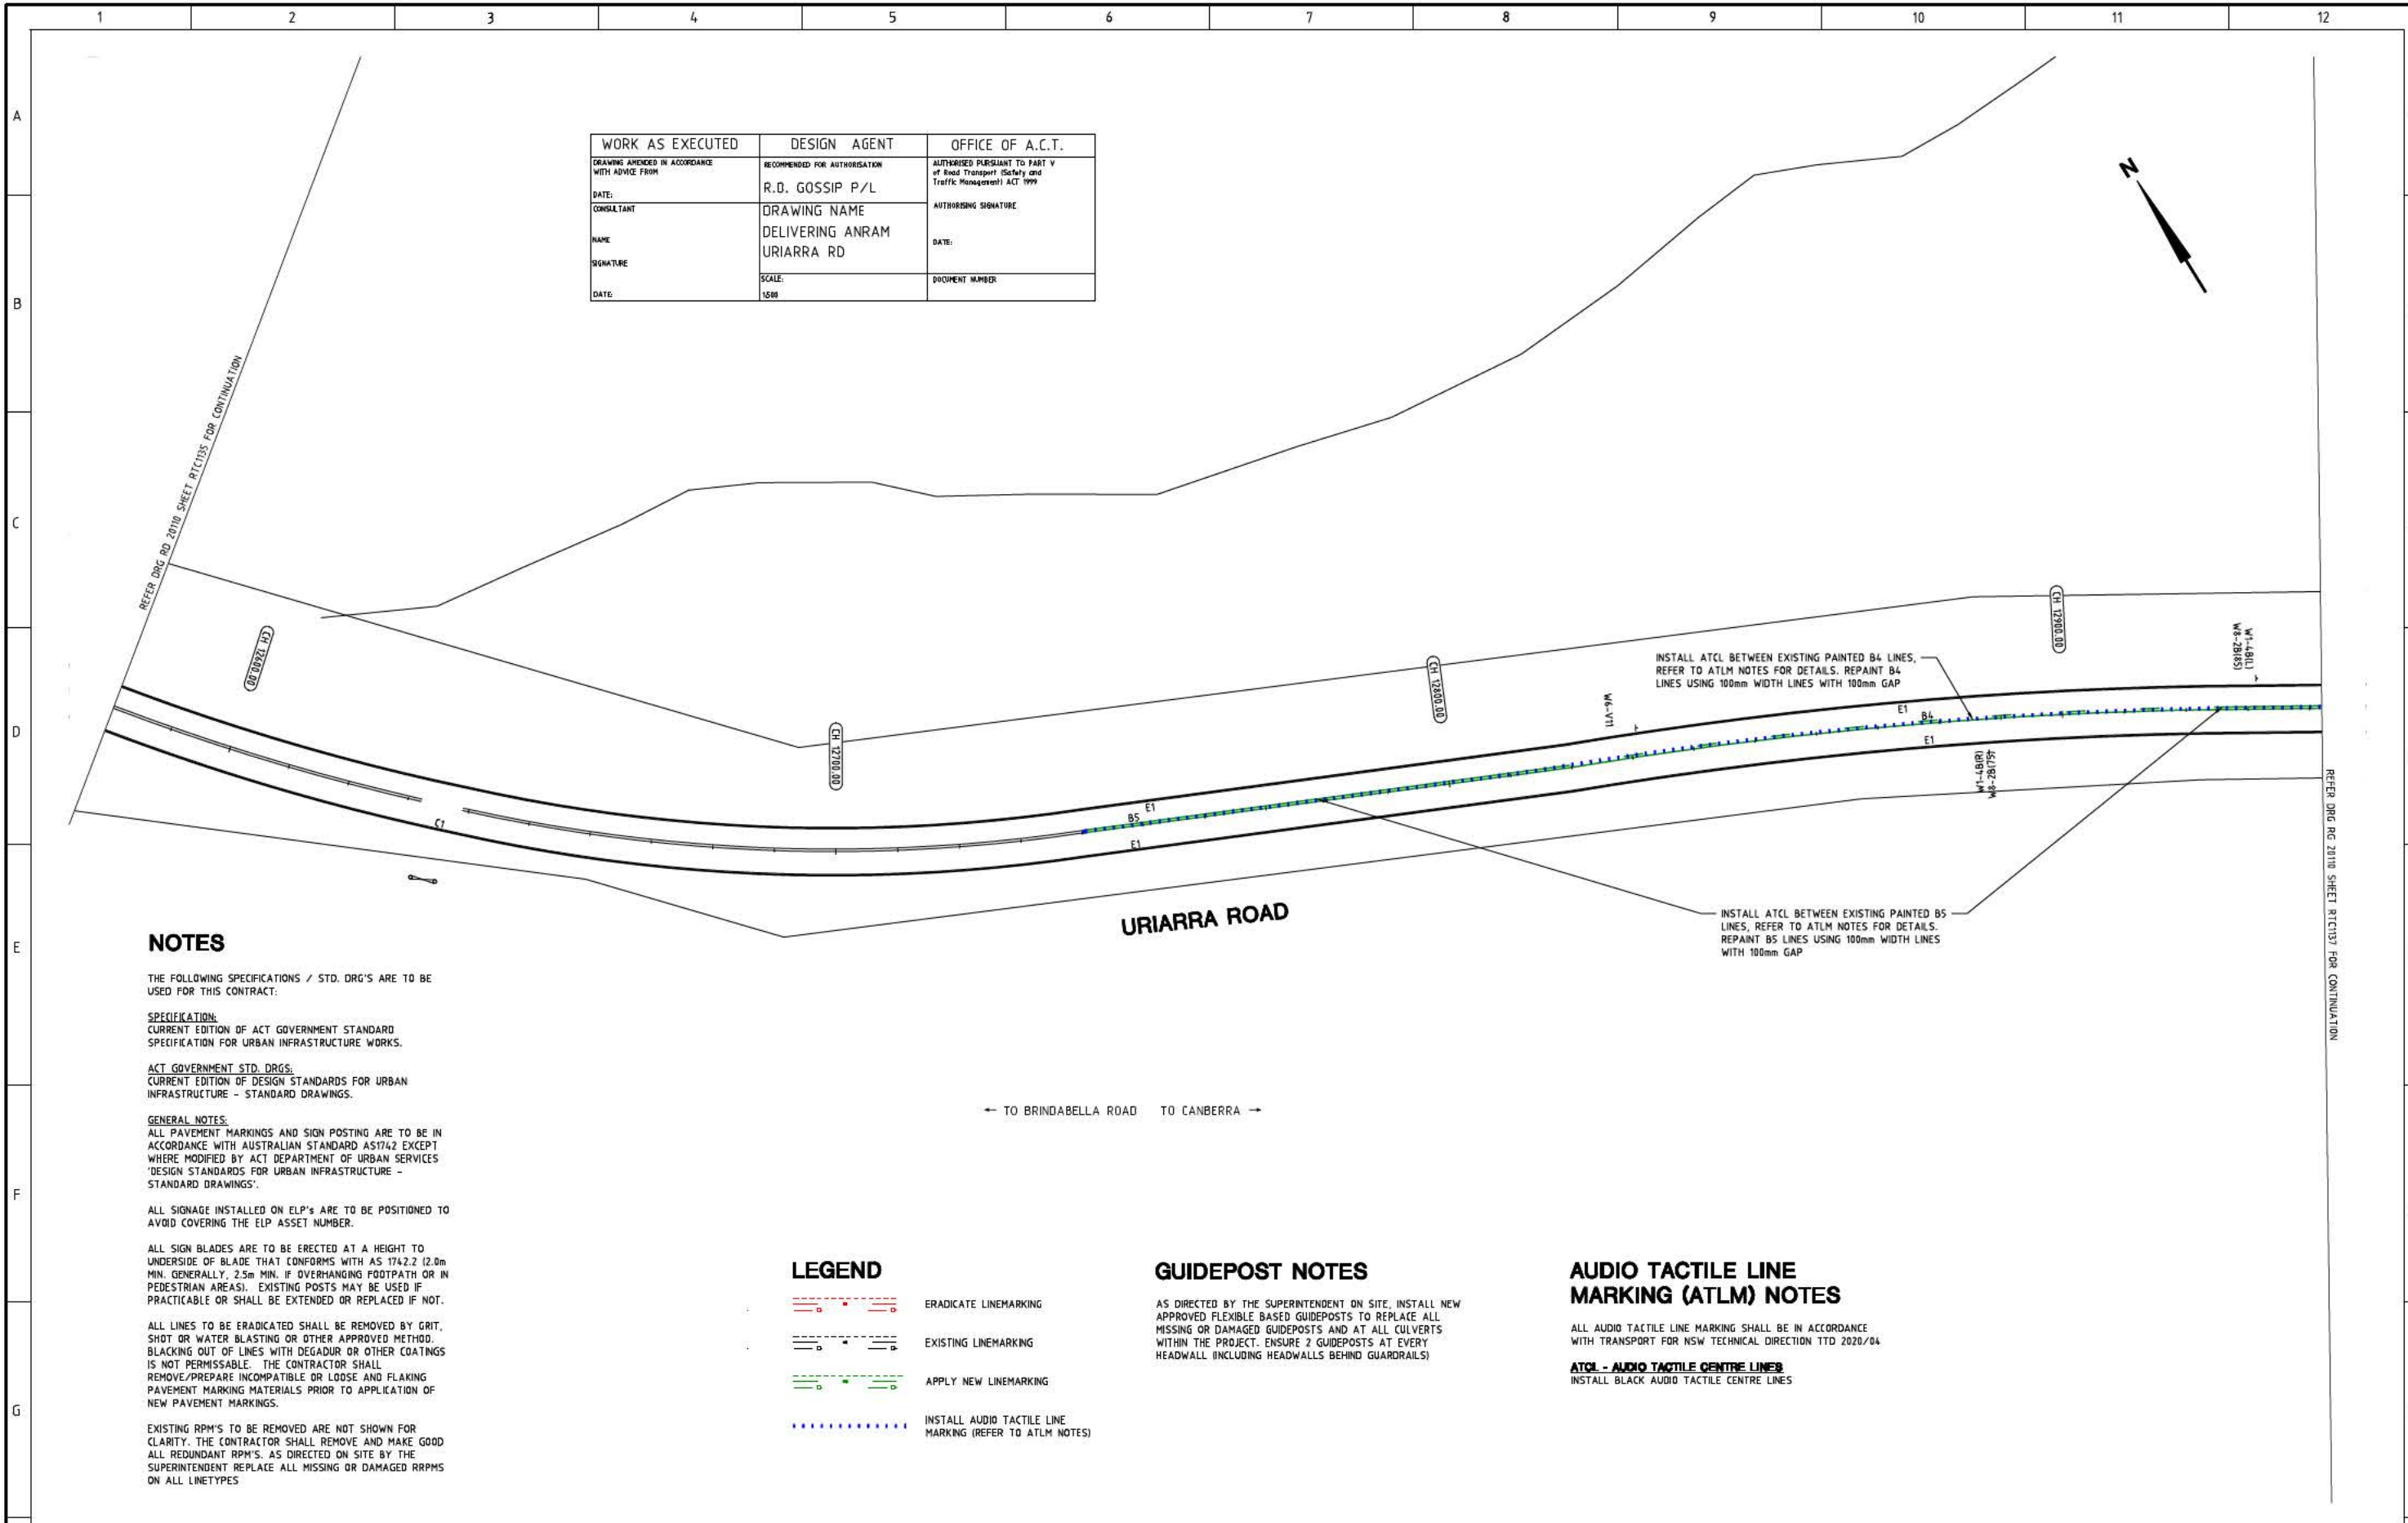 1 2 3 4 5 6 7 8 9 10 11 12
A
B
C
D
E
F
G
WORK AS EXECUTED
DRAWING AMENDED IN ACCORDANCE
WITH ADVICE FROM
DATE:
CONSULTANT
NAME
SIGNATURE
DATE:
DESIGN AGENT
RECOMMENDED FOR AUTHORISATION
R.D. GOSSIP P/L
DRAWING NAME
DELIVERING ANRAM
URIARRA RD
SCALE:
1:500
OFFICE OF A.C.T.
AUTHORISED PURSUANT TO PART V
of Road Transport (Safety and
Traffic Management) ACT 1999
AUTHORISING SIGNATURE
DATE:
DOCUMENT NUMBER
N
REFER DRG RD 20110 SHEET RTC1135 FOR CONTINUATION
CH 12600.00
CH 12700.00
CH 12800.00
CH 12900.00
W6-V11
W1-4B(L)
W8-2B(85)
INSTALL ATCL BETWEEN EXISTING PAINTED B4 LINES,
REFER TO ATLM NOTES FOR DETAILS. REPAINT B4
LINES USING 100mm WIDTH LINES WITH 100mm GAP
E1
B4
E1
W1-4B(R)
W8-2B(75)
E1
B5
E1
C1
URIARRA ROAD
INSTALL ATCL BETWEEN EXISTING PAINTED B5
LINES, REFER TO ATLM NOTES FOR DETAILS.
REPAINT B5 LINES USING 100mm WIDTH LINES
WITH 100mm GAP
REFER DRG RG 20110 SHEET RTC1137 FOR CONTINUATION
← TO BRINDABELLA ROAD TO CANBERRA →
NOTES
THE FOLLOWING SPECIFICATIONS / STD. DRG'S ARE TO BE
USED FOR THIS CONTRACT:
SPECIFICATION:
CURRENT EDITION OF ACT GOVERNMENT STANDARD
SPECIFICATION FOR URBAN INFRASTRUCTURE WORKS.
ACT GOVERNMENT STD. DRGS:
CURRENT EDITION OF DESIGN STANDARDS FOR URBAN
INFRASTRUCTURE - STANDARD DRAWINGS.
GENERAL NOTES:
ALL PAVEMENT MARKINGS AND SIGN POSTING ARE TO BE IN
ACCORDANCE WITH AUSTRALIAN STANDARD AS1742 EXCEPT
WHERE MODIFIED BY ACT DEPARTMENT OF URBAN SERVICES
'DESIGN STANDARDS FOR URBAN INFRASTRUCTURE -
STANDARD DRAWINGS'.
ALL SIGNAGE INSTALLED ON ELP's ARE TO BE POSITIONED TO
AVOID COVERING THE ELP ASSET NUMBER.
ALL SIGN BLADES ARE TO BE ERECTED AT A HEIGHT TO
UNDERSIDE OF BLADE THAT CONFORMS WITH AS 1742.2 (2.0m
MIN. GENERALLY, 2.5m MIN. IF OVERHANGING FOOTPATH OR IN
PEDESTRIAN AREAS). EXISTING POSTS MAY BE USED IF
PRACTICABLE OR SHALL BE EXTENDED OR REPLACED IF NOT.
ALL LINES TO BE ERADICATED SHALL BE REMOVED BY GRIT,
SHOT OR WATER BLASTING OR OTHER APPROVED METHOD.
BLACKING OUT OF LINES WITH DEGADUR OR OTHER COATINGS
IS NOT PERMISSABLE. THE CONTRACTOR SHALL
REMOVE/PREPARE INCOMPATIBLE OR LOOSE AND FLAKING
PAVEMENT MARKING MATERIALS PRIOR TO APPLICATION OF
NEW PAVEMENT MARKINGS.
EXISTING RPM'S TO BE REMOVED ARE NOT SHOWN FOR
CLARITY. THE CONTRACTOR SHALL REMOVE AND MAKE GOOD
ALL REDUNDANT RPM'S. AS DIRECTED ON SITE BY THE
SUPERINTENDENT REPLACE ALL MISSING OR DAMAGED RRPMS
ON ALL LINETYPES
LEGEND
ERADICATE LINEMARKING
EXISTING LINEMARKING
APPLY NEW LINEMARKING
INSTALL AUDIO TACTILE LINE
MARKING (REFER TO ATLM NOTES)
GUIDEPOST NOTES
AS DIRECTED BY THE SUPERINTENDENT ON SITE, INSTALL NEW
APPROVED FLEXIBLE BASED GUIDEPOSTS TO REPLACE ALL
MISSING OR DAMAGED GUIDEPOSTS AND AT ALL CULVERTS
WITHIN THE PROJECT. ENSURE 2 GUIDEPOSTS AT EVERY
HEADWALL (INCLUDING HEADWALLS BEHIND GUARDRAILS)
AUDIO TACTILE LINE
MARKING (ATLM) NOTES
ALL AUDIO TACTILE LINE MARKING SHALL BE IN ACCORDANCE
WITH TRANSPORT FOR NSW TECHNICAL DIRECTION TTD 2020/04
ATCL - AUDIO TACTILE CENTRE LINES
INSTALL BLACK AUDIO TACTILE CENTRE LINES